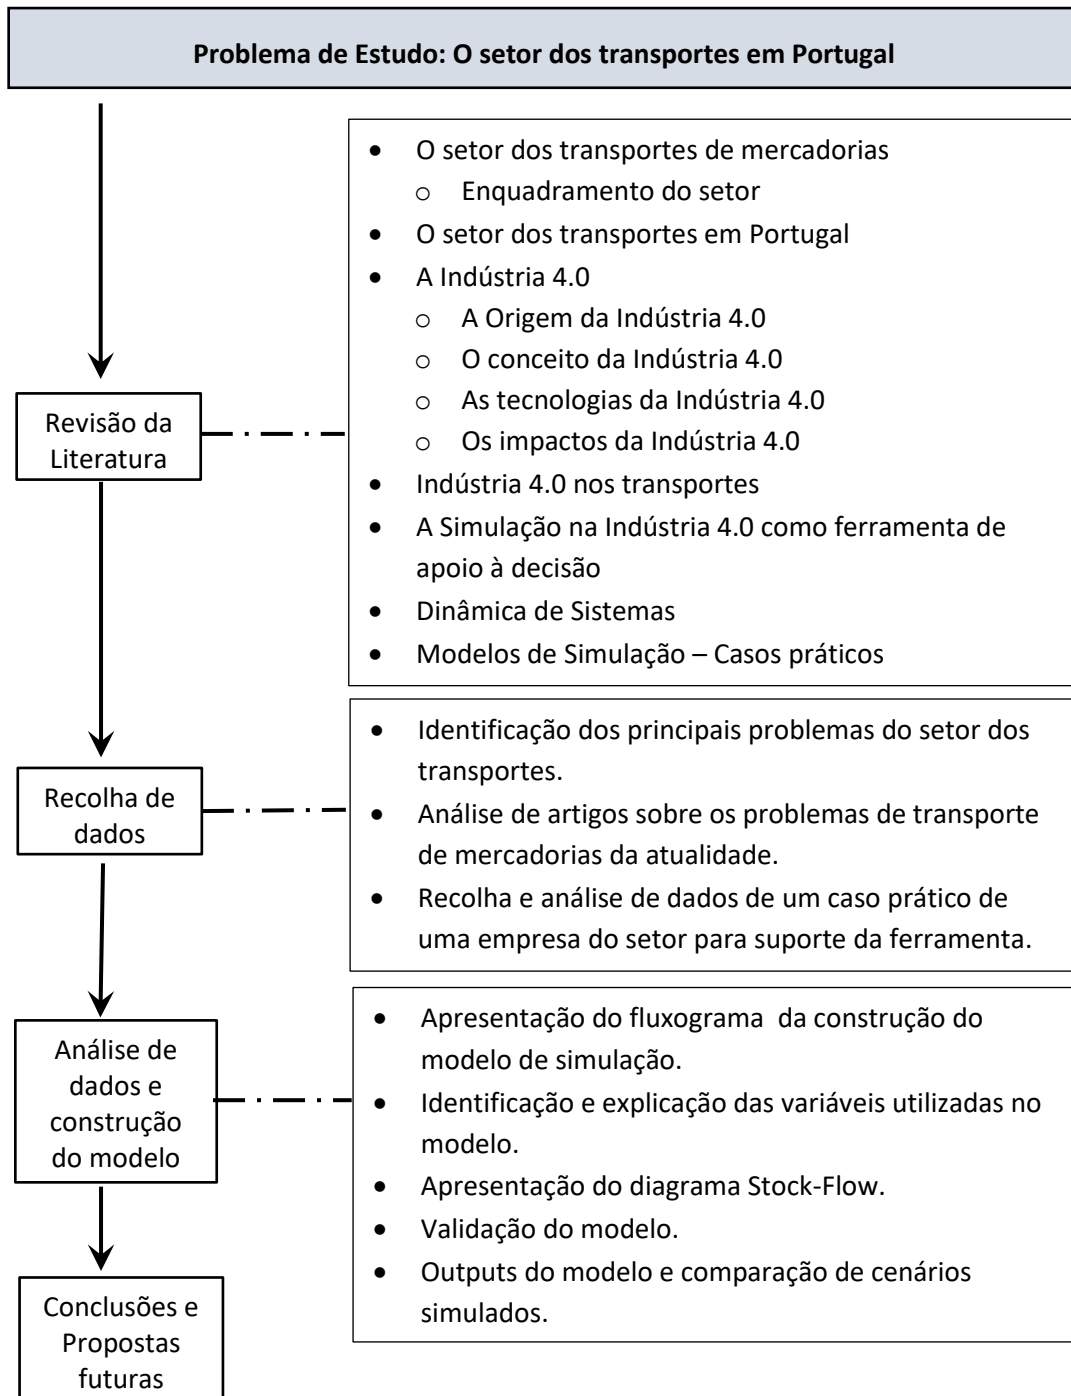 Problema de Estudo: O setor dos transportes em Portugal
• O setor dos transportes de mercadorias
o Enquadramento do setor
• O setor dos transportes em Portugal
• A Indústria 4.0
o A Origem da Indústria 4.0
o O conceito da Indústria 4.0
o As tecnologias da Indústria 4.0
o Os impactos da Indústria 4.0
• Indústria 4.0 nos transportes
• A Simulação na Indústria 4.0 como ferramenta de
apoio à decisão
• Dinâmica de Sistemas
• Modelos de Simulação – Casos práticos
Revisão da
Literatura
• Identificação dos principais problemas do setor dos
transportes.
• Análise de artigos sobre os problemas de transporte
de mercadorias da atualidade.
• Recolha e análise de dados de um caso prático de
uma empresa do setor para suporte da ferramenta.
Recolha de
dados
• Apresentação do fluxograma  da construção do
modelo de simulação.
• Identificação e explicação das variáveis utilizadas no
modelo.
• Apresentação do diagrama Stock-Flow.
• Validação do modelo.
• Outputs do modelo e comparação de cenários
simulados.
Análise de
dados e
construção
do modelo
Conclusões e
Propostas
futuras